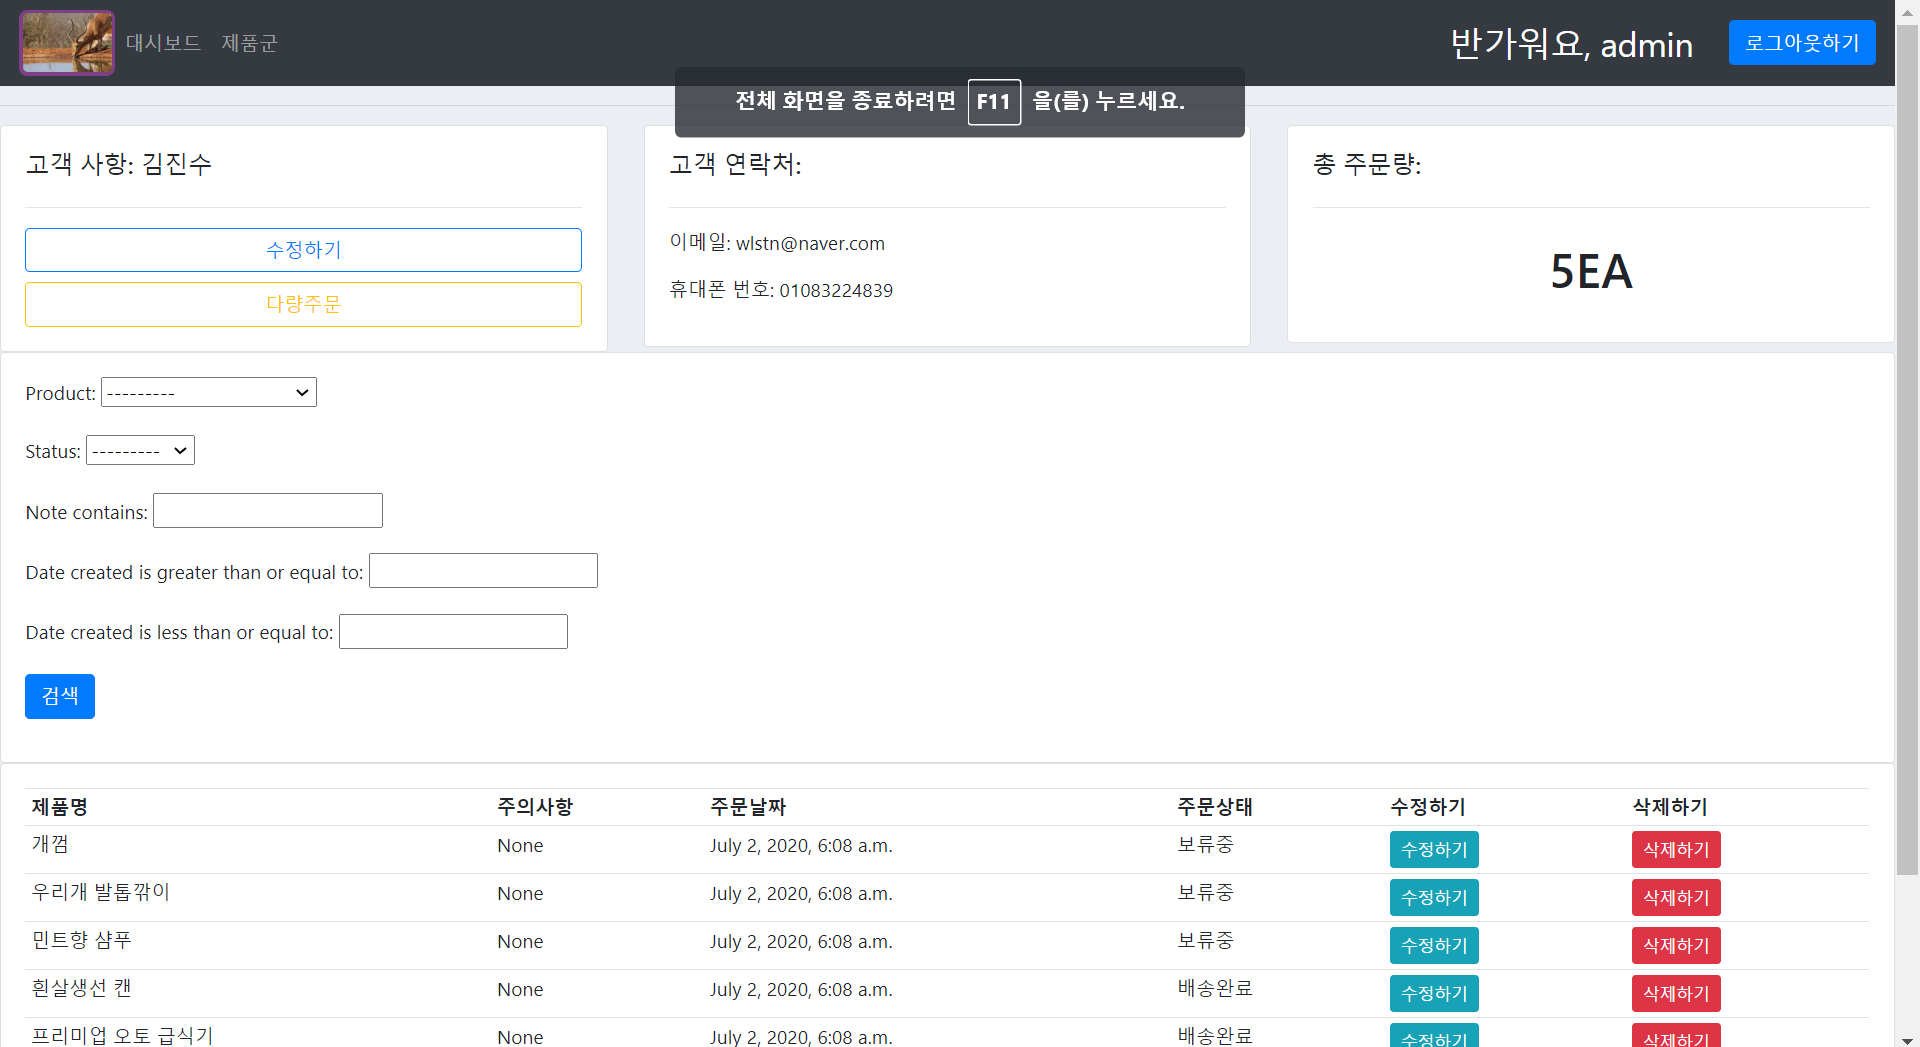 대시보드 제품군 반가워요, admin 로그아웃하기
전체 화면을 종료하려면 F11 을(를) 누르세요.
고객 사항: 김진수
수정하기
다량주문
고객 연락처:
이메일: wlstn@naver.com
휴대폰 번호: 01083224839
총 주문량:
5EA
Product: ---------
Status: ---------
Note contains:
Date created is greater than or equal to:
Date created is less than or equal to:
검색
제품명 주의사항 주문날짜 주문상태 수정하기 삭제하기
개껌 None July 2, 2020, 6:08 a.m. 보류중 수정하기 삭제하기
우리개 발톱깎이 None July 2, 2020, 6:08 a.m. 보류중 수정하기 삭제하기
민트향 샴푸 None July 2, 2020, 6:08 a.m. 보류중 수정하기 삭제하기
흰살생선 캔 None July 2, 2020, 6:08 a.m. 배송완료 수정하기 삭제하기
프리미엄 오토 급식기 None July 2, 2020, 6:08 a.m. 배송완료 수정하기 삭제하기